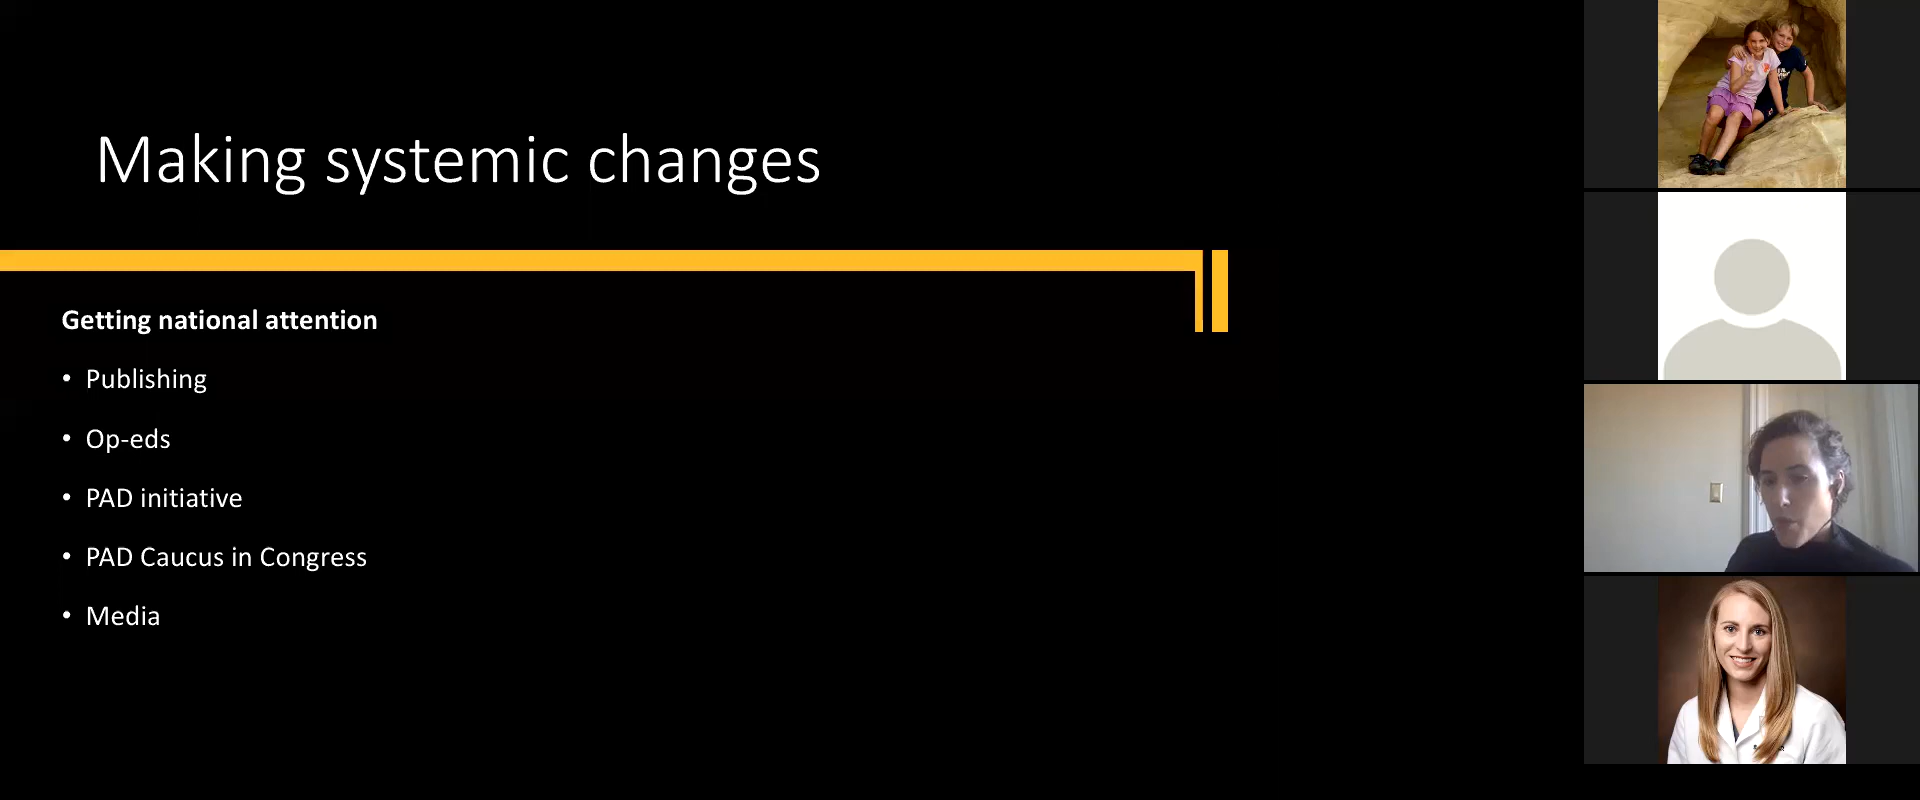 Making systemic changes
Getting national attention
• Publishing
• Op-eds
• PAD initiative
• PAD Caucus in Congress
• Media